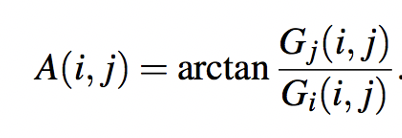 A(i, j) = arctan G_j(i, j) / G_i(i, j).